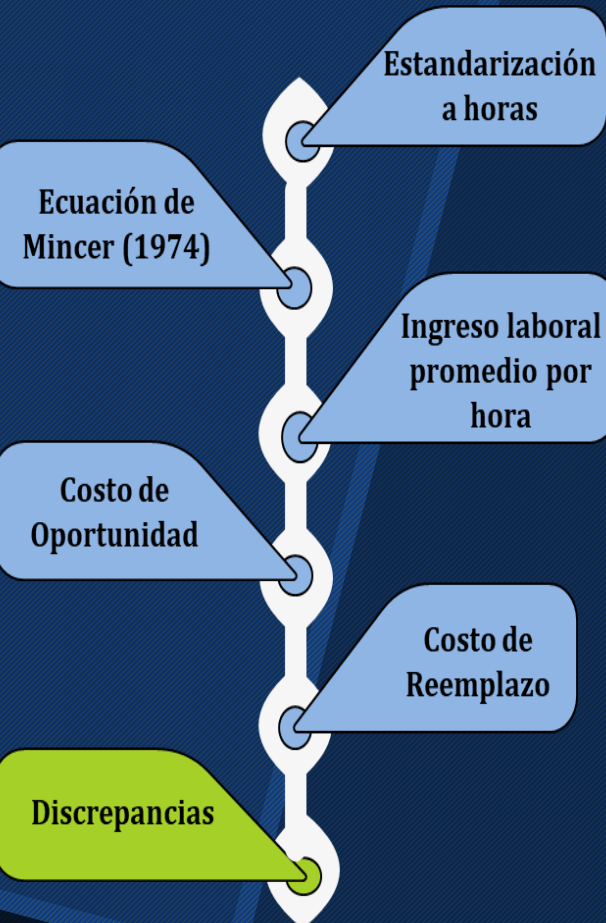 Estandarización
a horas
Ecuación de
Mincer (1974)
Ingreso laboral
promedio por
hora
Costo de
Oportunidad
Costo de
Reemplazo
Discrepancias